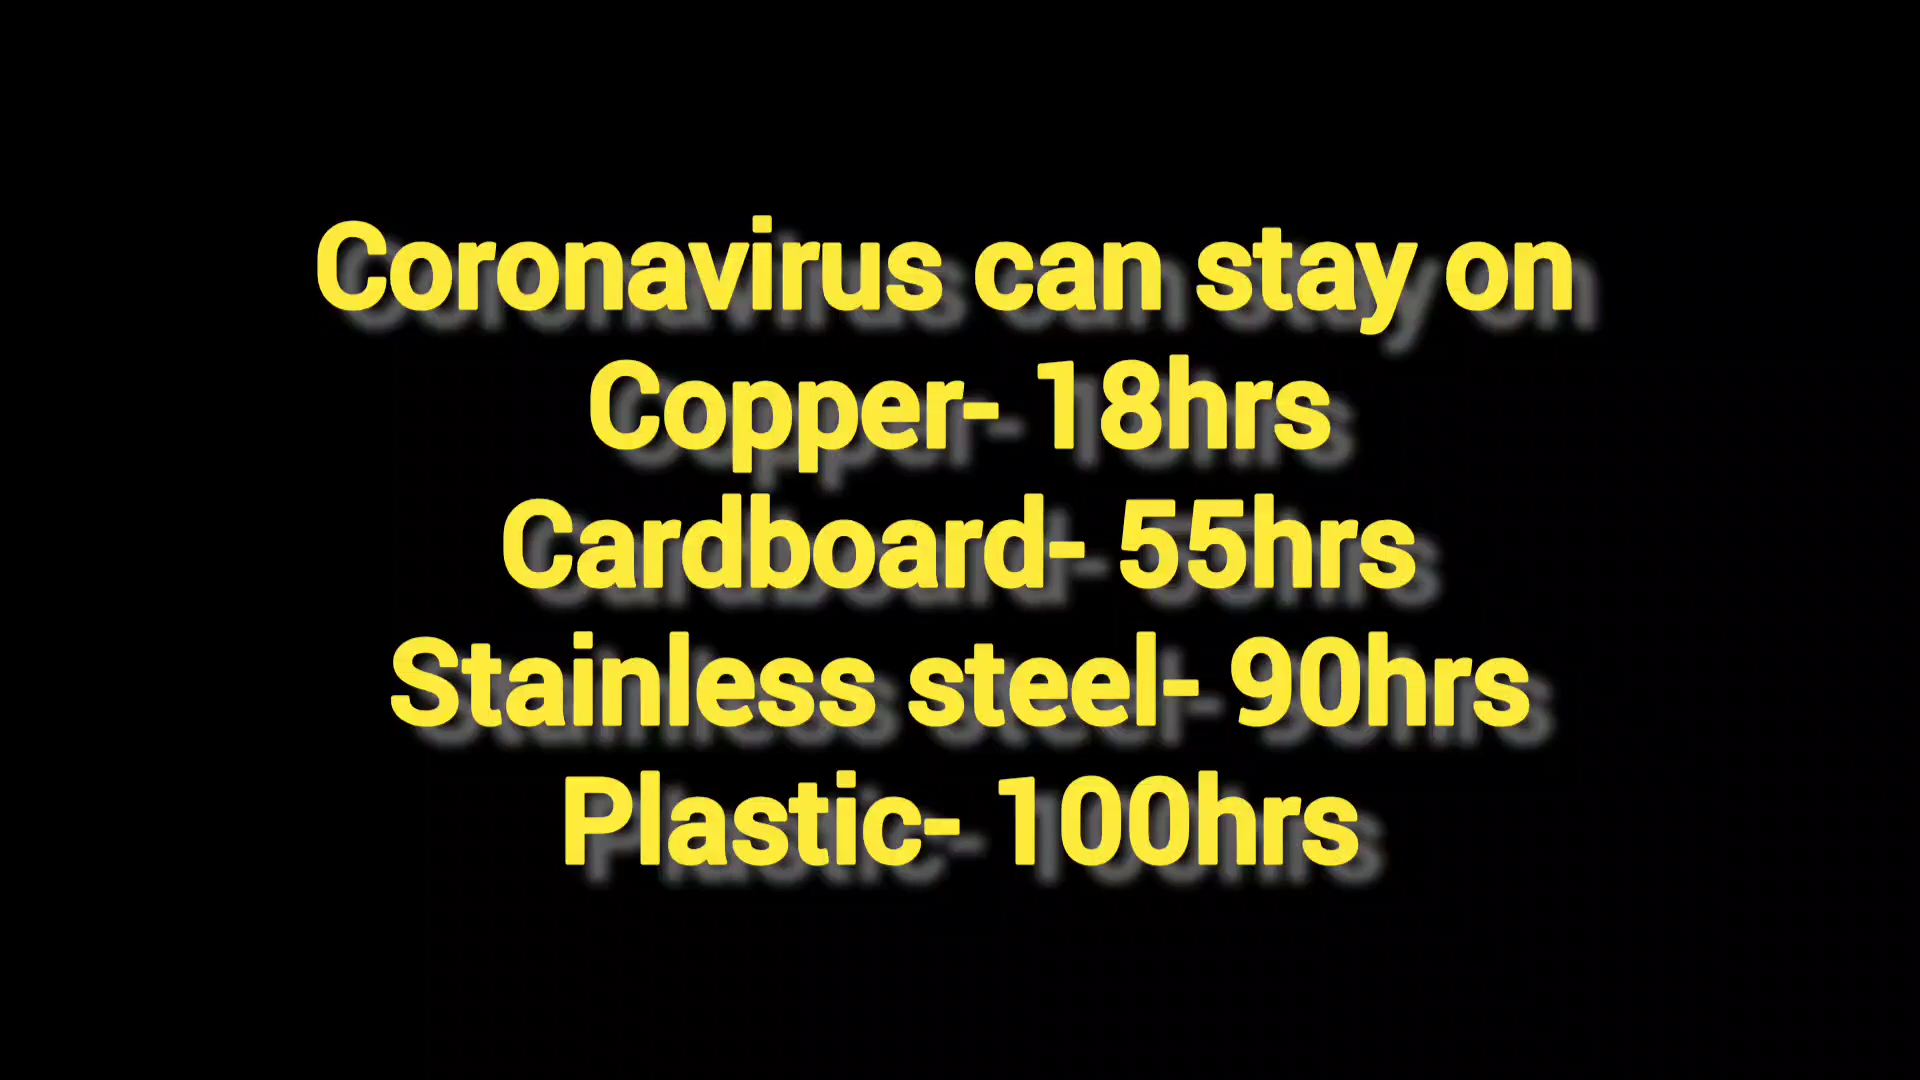 Coronavirus can stay on
Copper- 18hrs
Cardboard- 55hrs
Stainless steel- 90hrs
Plastic- 100hrs